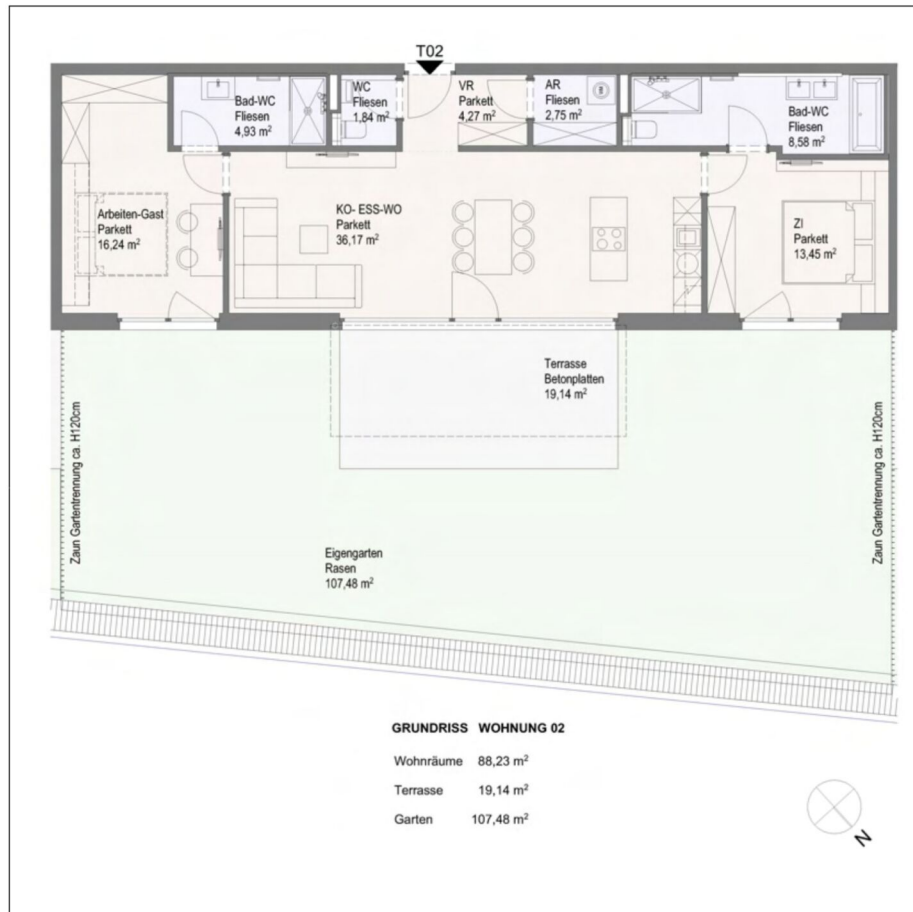 T02
Bad-WC
Fliesen
4,93 m²
WC
Fliesen
1,84 m²
VR
Parkett
4,27 m²
AR
Fliesen
2,75 m²
Bad-WC
Fliesen
8,58 m²
Arbeiten-Gast
Parkett
16,24 m²
KO- ESS-WO
Parkett
36,17 m²
ZI
Parkett
13,45 m²
Terrasse
Betonplatten
19,14 m²
Zaun Gartentrennung ca. H120cm
Zaun Gartentrennung ca. H120cm
Eigengarten
Rasen
107,48 m²
GRUNDRISS WOHNUNG 02
Wohnräume 88,23 m²
Terrasse 19,14 m²
Garten 107,48 m²
N